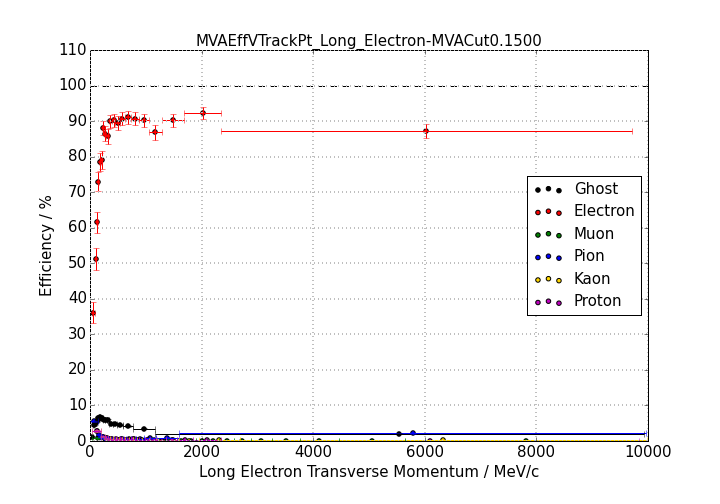 MVAEffVTrackPt_Long_Electron-MVACut0.1500
110
100
90
80
70
60
50
40
30
20
10
0
Efficiency / %
Ghost
Electron
Muon
Pion
Kaon
Proton
0 2000 4000 6000 8000 10000
Long Electron Transverse Momentum / MeV/c